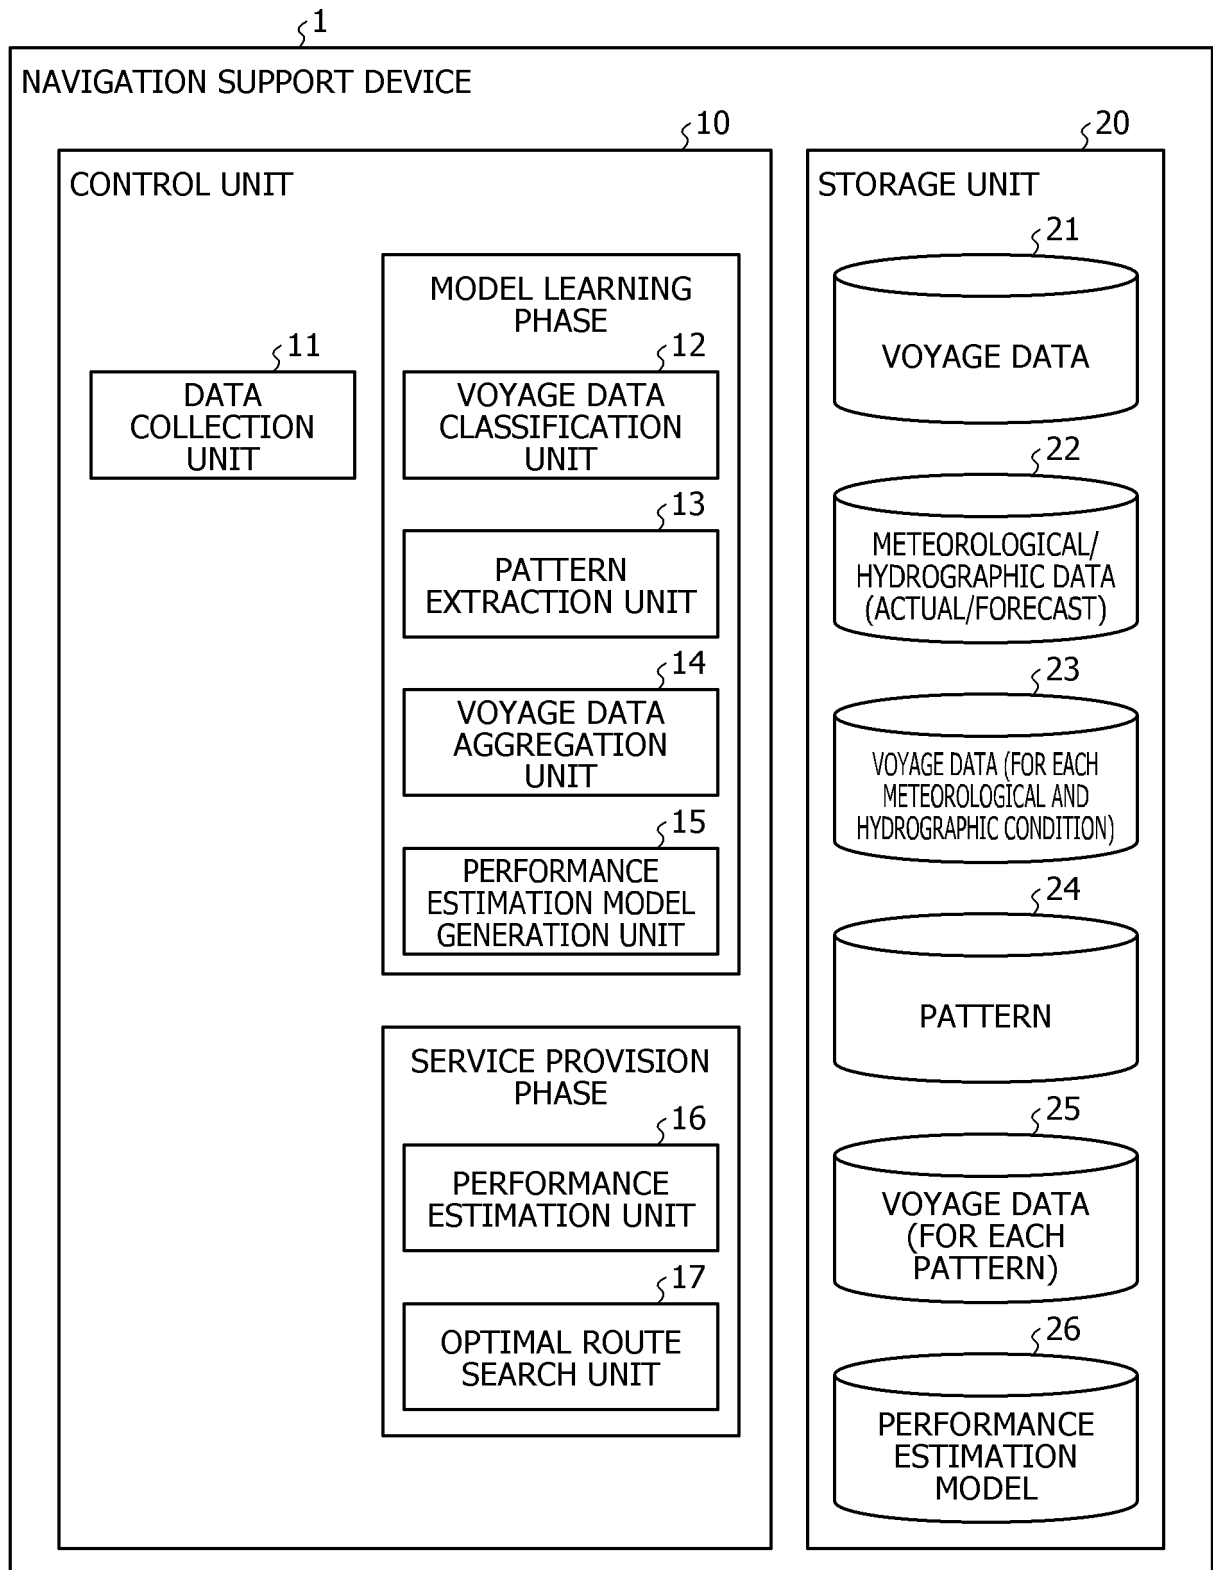 1
NAVIGATION SUPPORT DEVICE
10
CONTROL UNIT
11
DATA
COLLECTION
UNIT
MODEL LEARNING
PHASE
12
VOYAGE DATA
CLASSIFICATION
UNIT
13
PATTERN
EXTRACTION UNIT
14
VOYAGE DATA
AGGREGATION
UNIT
15
PERFORMANCE
ESTIMATION MODEL
GENERATION UNIT
SERVICE PROVISION
PHASE
16
PERFORMANCE
ESTIMATION UNIT
17
OPTIMAL ROUTE
SEARCH UNIT
20
STORAGE UNIT
21
VOYAGE DATA
22
METEOROLOGICAL/
HYDROGRAPHIC DATA
(ACTUAL/FORECAST)
23
VOYAGE DATA (FOR EACH
METEOROLOGICAL AND
HYDROGRAPHIC CONDITION)
24
PATTERN
25
VOYAGE DATA
(FOR EACH
PATTERN)
26
PERFORMANCE
ESTIMATION
MODEL